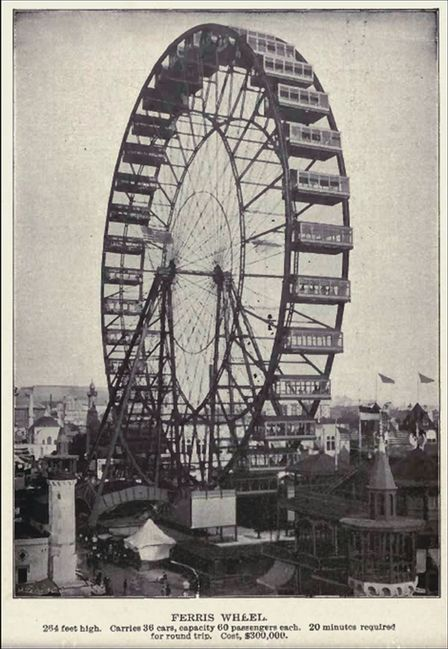 FERRIS WHEEL.
264 feet high. Carries 36 cars, capacity 60 passengers each. 20 minutes required
for round trip. Cost, $300,000.